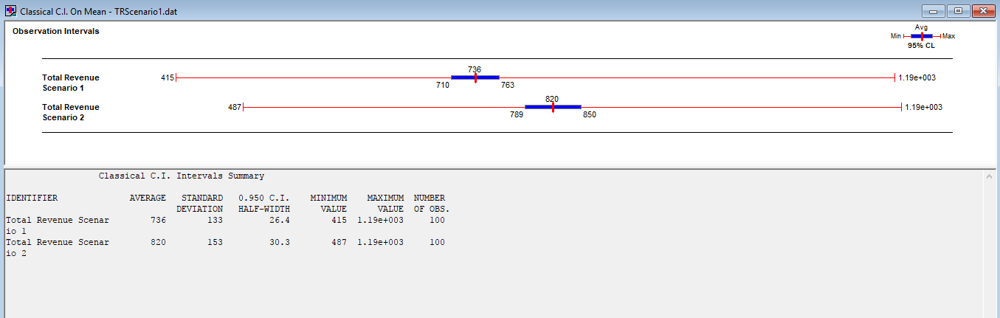 Classical C.I. On Mean - TRScenario1.dat
Observation Intervals
Avg
Min Max
95% CL
Total Revenue
Scenario 1
415 736 1.19e+003
710 763
Total Revenue
Scenario 2
487 820 1.19e+003
789 850
Classical C.I. Intervals Summary
IDENTIFIER AVERAGE STANDARD 0.950 C.I. MINIMUM MAXIMUM NUMBER
DEVIATION HALF-WIDTH VALUE VALUE OF OBS.
Total Revenue Scenar 736 133 26.4 415 1.19e+003 100
io 1
Total Revenue Scenar 820 153 30.3 487 1.19e+003 100
io 2